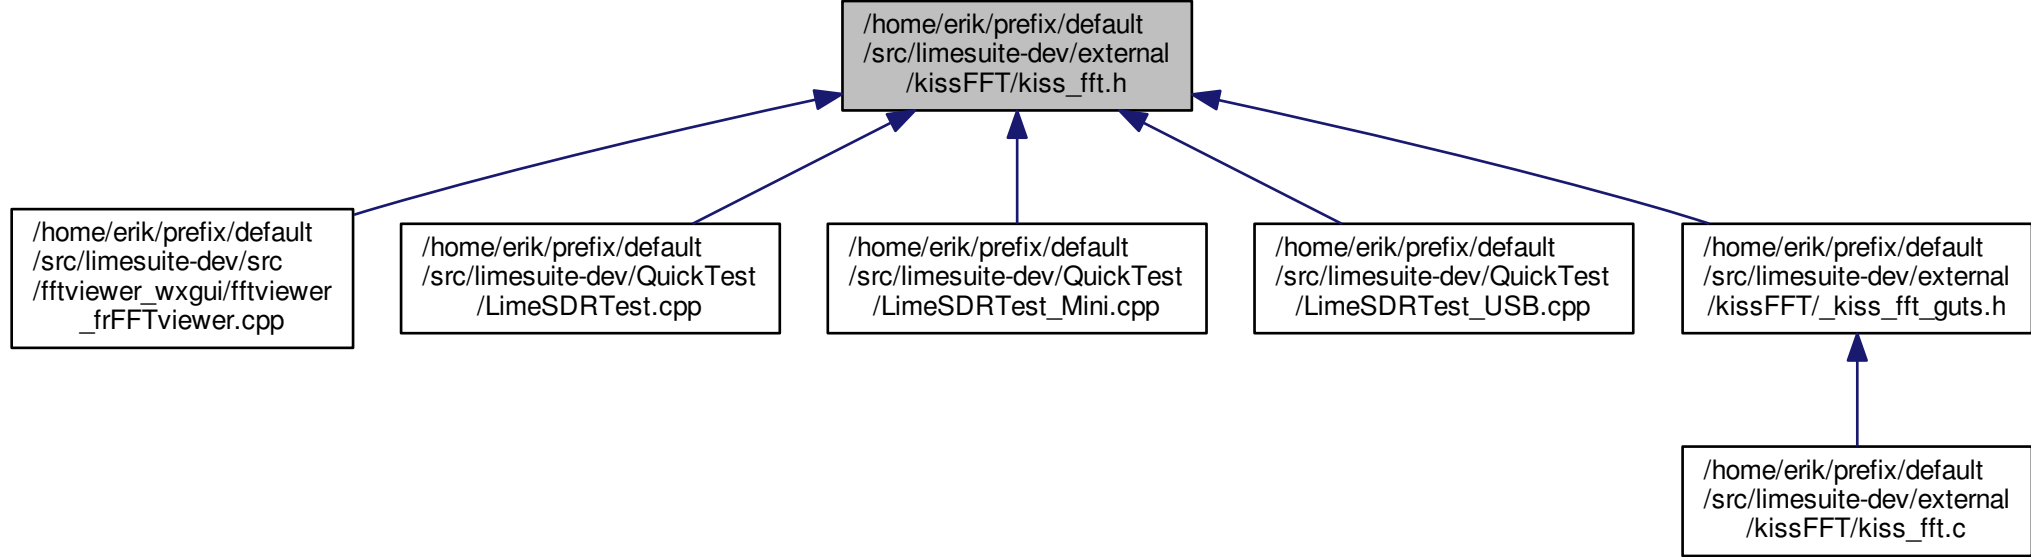 /home/erik/prefix/default
/src/limesuite-dev/external
/kissFFT/kiss_fft.h
/home/erik/prefix/default
/src/limesuite-dev/src
/fftviewer_wxgui/fftviewer
_frFFTviewer.cpp
/home/erik/prefix/default
/src/limesuite-dev/QuickTest
/LimeSDRTest.cpp
/home/erik/prefix/default
/src/limesuite-dev/QuickTest
/LimeSDRTest_Mini.cpp
/home/erik/prefix/default
/src/limesuite-dev/QuickTest
/LimeSDRTest_USB.cpp
/home/erik/prefix/default
/src/limesuite-dev/external
/kissFFT/_kiss_fft_guts.h
/home/erik/prefix/default
/src/limesuite-dev/external
/kissFFT/kiss_fft.c